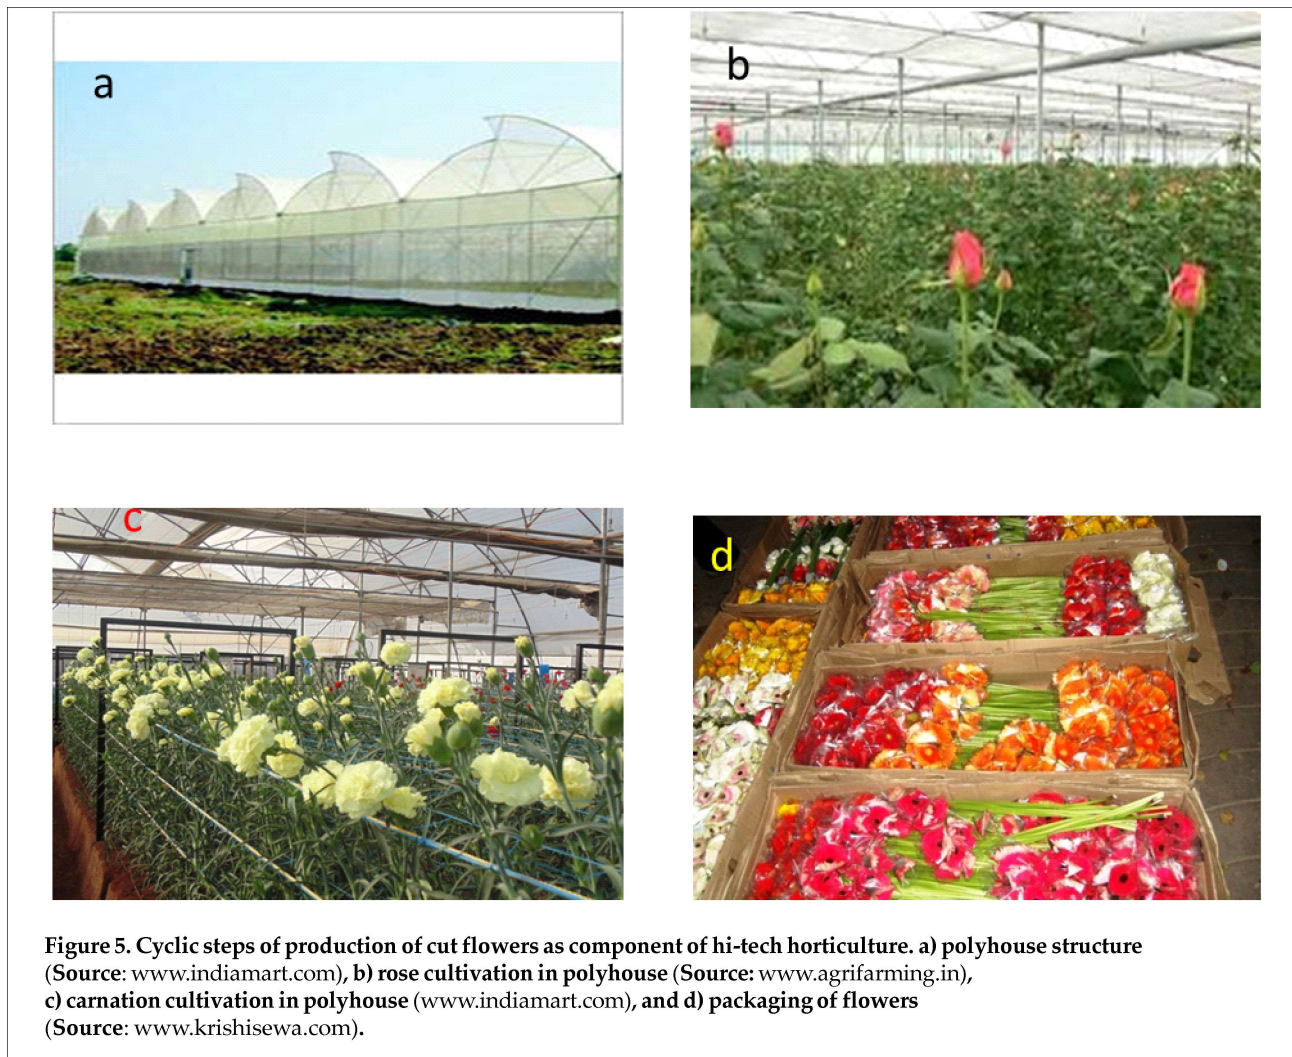 a
b
c
d
Figure 5. Cyclic steps of production of cut flowers as component of hi-tech horticulture. a) polyhouse structure
(Source: www.indiamart.com), b) rose cultivation in polyhouse (Source: www.agrifarming.in),
c) carnation cultivation in polyhouse (www.indiamart.com), and d) packaging of flowers
(Source: www.krishisewa.com).